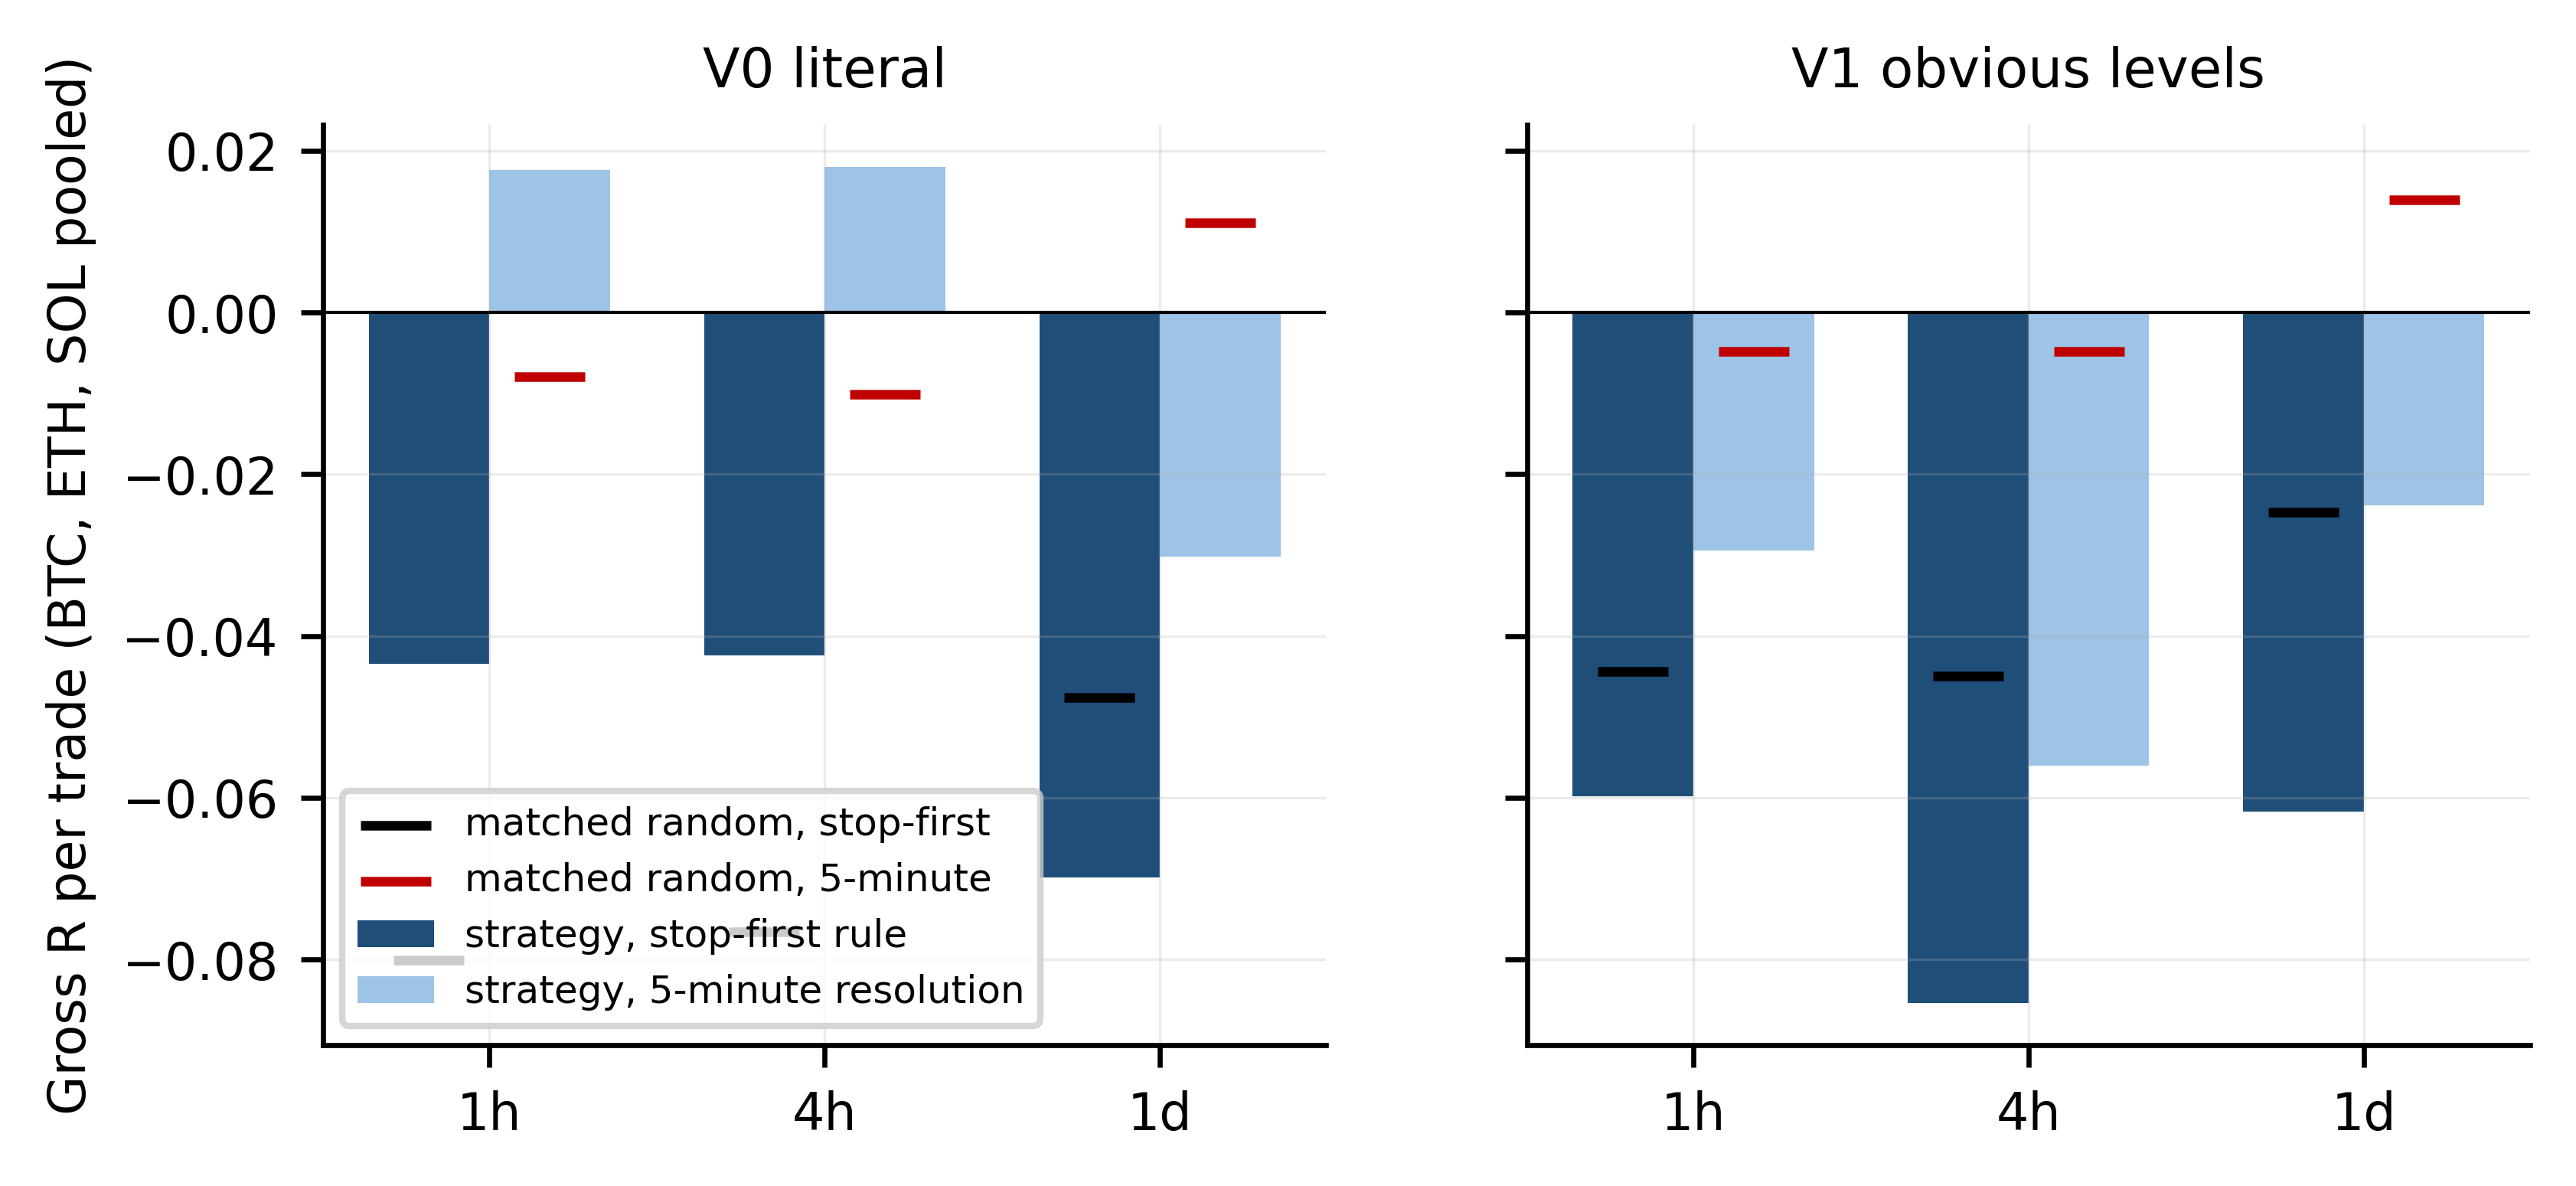 V0 literal
V1 obvious levels
Gross R per trade (BTC, ETH, SOL pooled)
0.02
0.00
−0.02
−0.04
−0.06
−0.08
matched random, stop-first
matched random, 5-minute
strategy, stop-first rule
strategy, 5-minute resolution
1h
4h
1d
1h
4h
1d